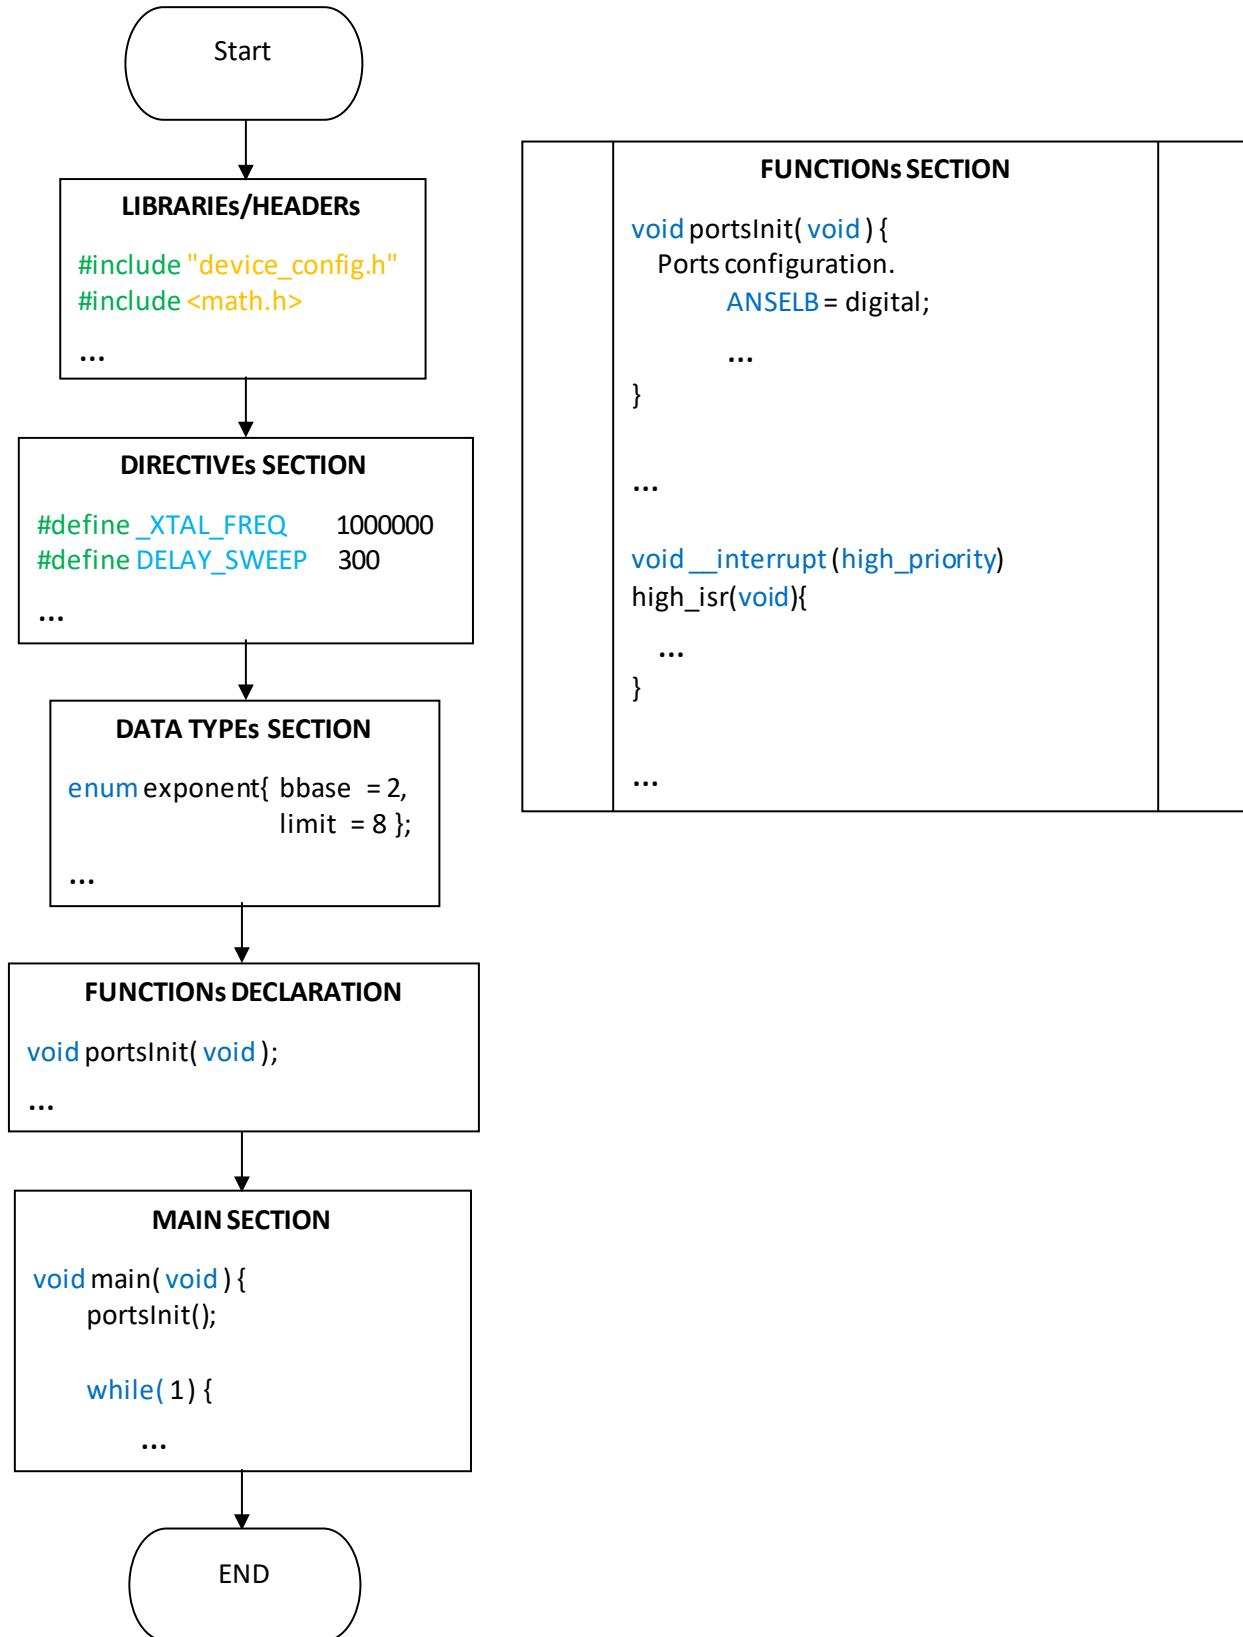 Start
LIBRARIEs/HEADERs
#include "device_config.h"
#include <math.h>
...
DIRECTIVEs SECTION
#define _XTAL_FREQ 1000000
#define DELAY_SWEEP 300
...
DATA TYPEs SECTION
enum exponent{ bbase = 2,
limit = 8 };
...
FUNCTIONs DECLARATION
void portsInit( void );
...
MAIN SECTION
void main( void ) {
portsInit();
while( 1 ) {
...
END
FUNCTIONs SECTION
void portsInit( void ) {
Ports configuration.
ANSELB = digital;
...
}
...
void __interrupt (high_priority)
high_isr(void){
...
}
...